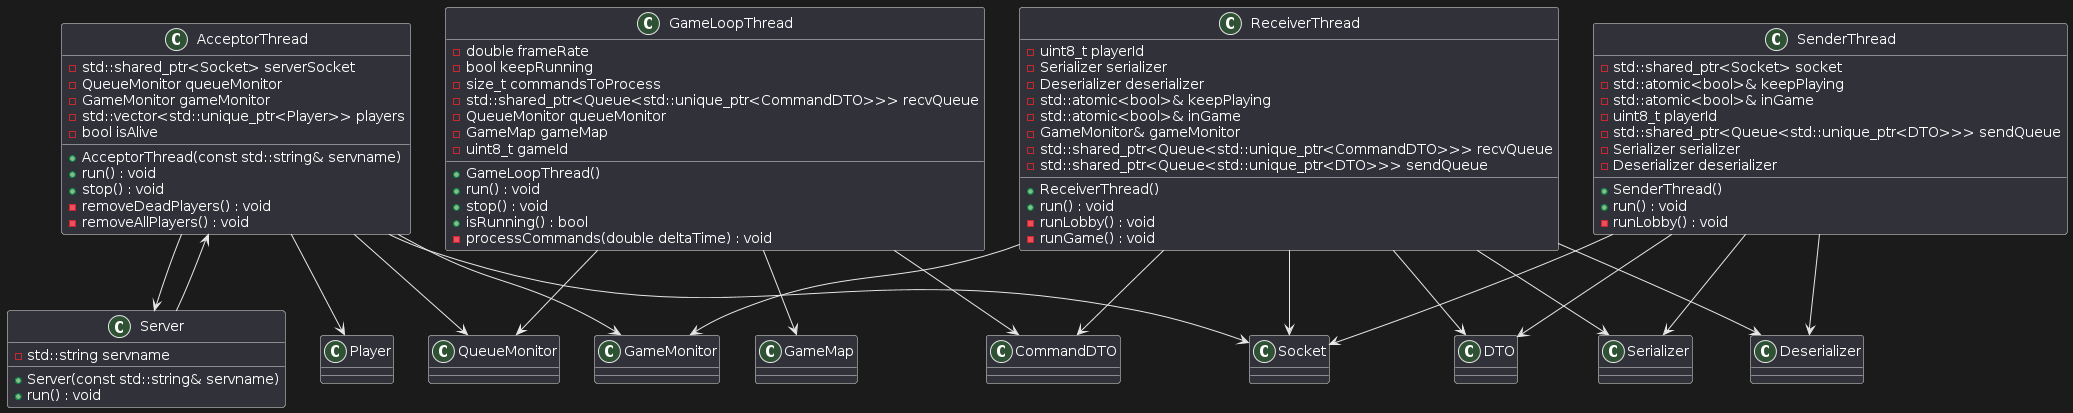 C AcceptorThread
std::shared_ptr<Socket> serverSocket
QueueMonitor queueMonitor
GameMonitor gameMonitor
std::vector<std::unique_ptr<Player>> players
bool isAlive
AcceptorThread(const std::string& servname)
run() : void
stop() : void
removeDeadPlayers() : void
removeAllPlayers() : void
C GameLoopThread
double frameRate
bool keepRunning
size_t commandsToProcess
std::shared_ptr<Queue<std::unique_ptr<CommandDTO>>> recvQueue
QueueMonitor queueMonitor
GameMap gameMap
uint8_t gameId
GameLoopThread()
run() : void
stop() : void
isRunning() : bool
processCommands(double deltaTime) : void
C ReceiverThread
uint8_t playerId
Serializer serializer
Deserializer deserializer
std::atomic<bool>& keepPlaying
std::atomic<bool>& inGame
GameMonitor& gameMonitor
std::shared_ptr<Queue<std::unique_ptr<CommandDTO>>> recvQueue
std::shared_ptr<Queue<std::unique_ptr<DTO>>> sendQueue
ReceiverThread()
run() : void
runLobby() : void
runGame() : void
C SenderThread
std::shared_ptr<Socket> socket
std::atomic<bool>& keepPlaying
std::atomic<bool>& inGame
uint8_t playerId
std::shared_ptr<Queue<std::unique_ptr<DTO>>> sendQueue
Serializer serializer
Deserializer deserializer
SenderThread()
run() : void
runLobby() : void
C Server
std::string servname
Server(const std::string& servname)
run() : void
C Player
C QueueMonitor
C GameMonitor
C GameMap
C CommandDTO
C Socket
C DTO
C Serializer
C Deserializer